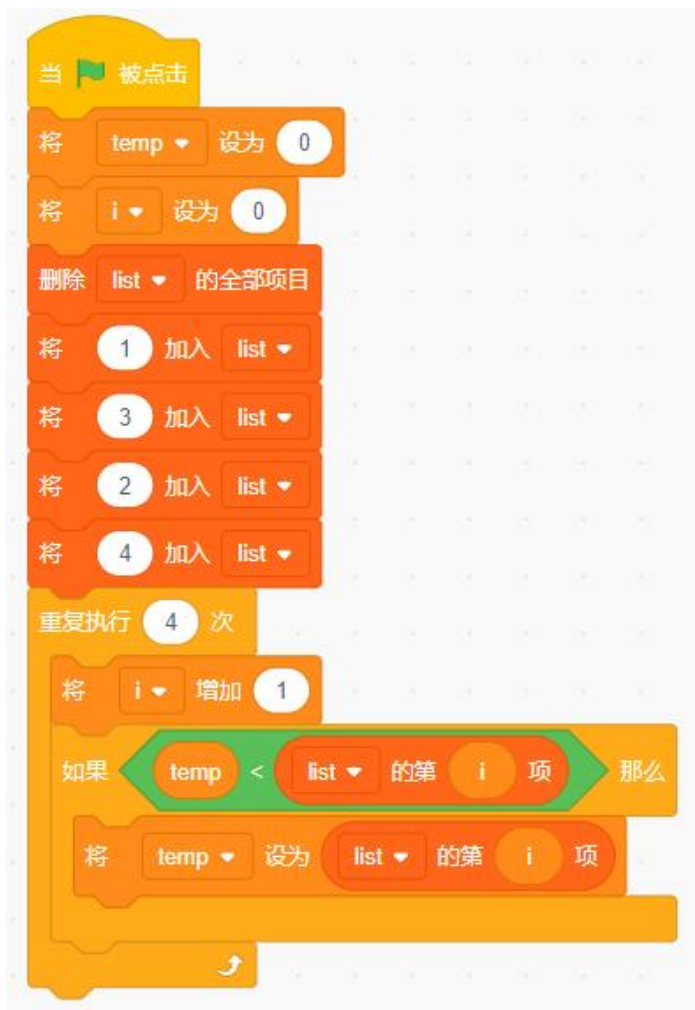 当 被点击
将 temp 设为 0
将 i 设为 0
删除 list 的全部项目
将 1 加入 list
将 3 加入 list
将 2 加入 list
将 4 加入 list
重复执行 4 次
将 i 增加 1
如果 temp < list 的第 i 项 那么
将 temp 设为 list 的第 i 项